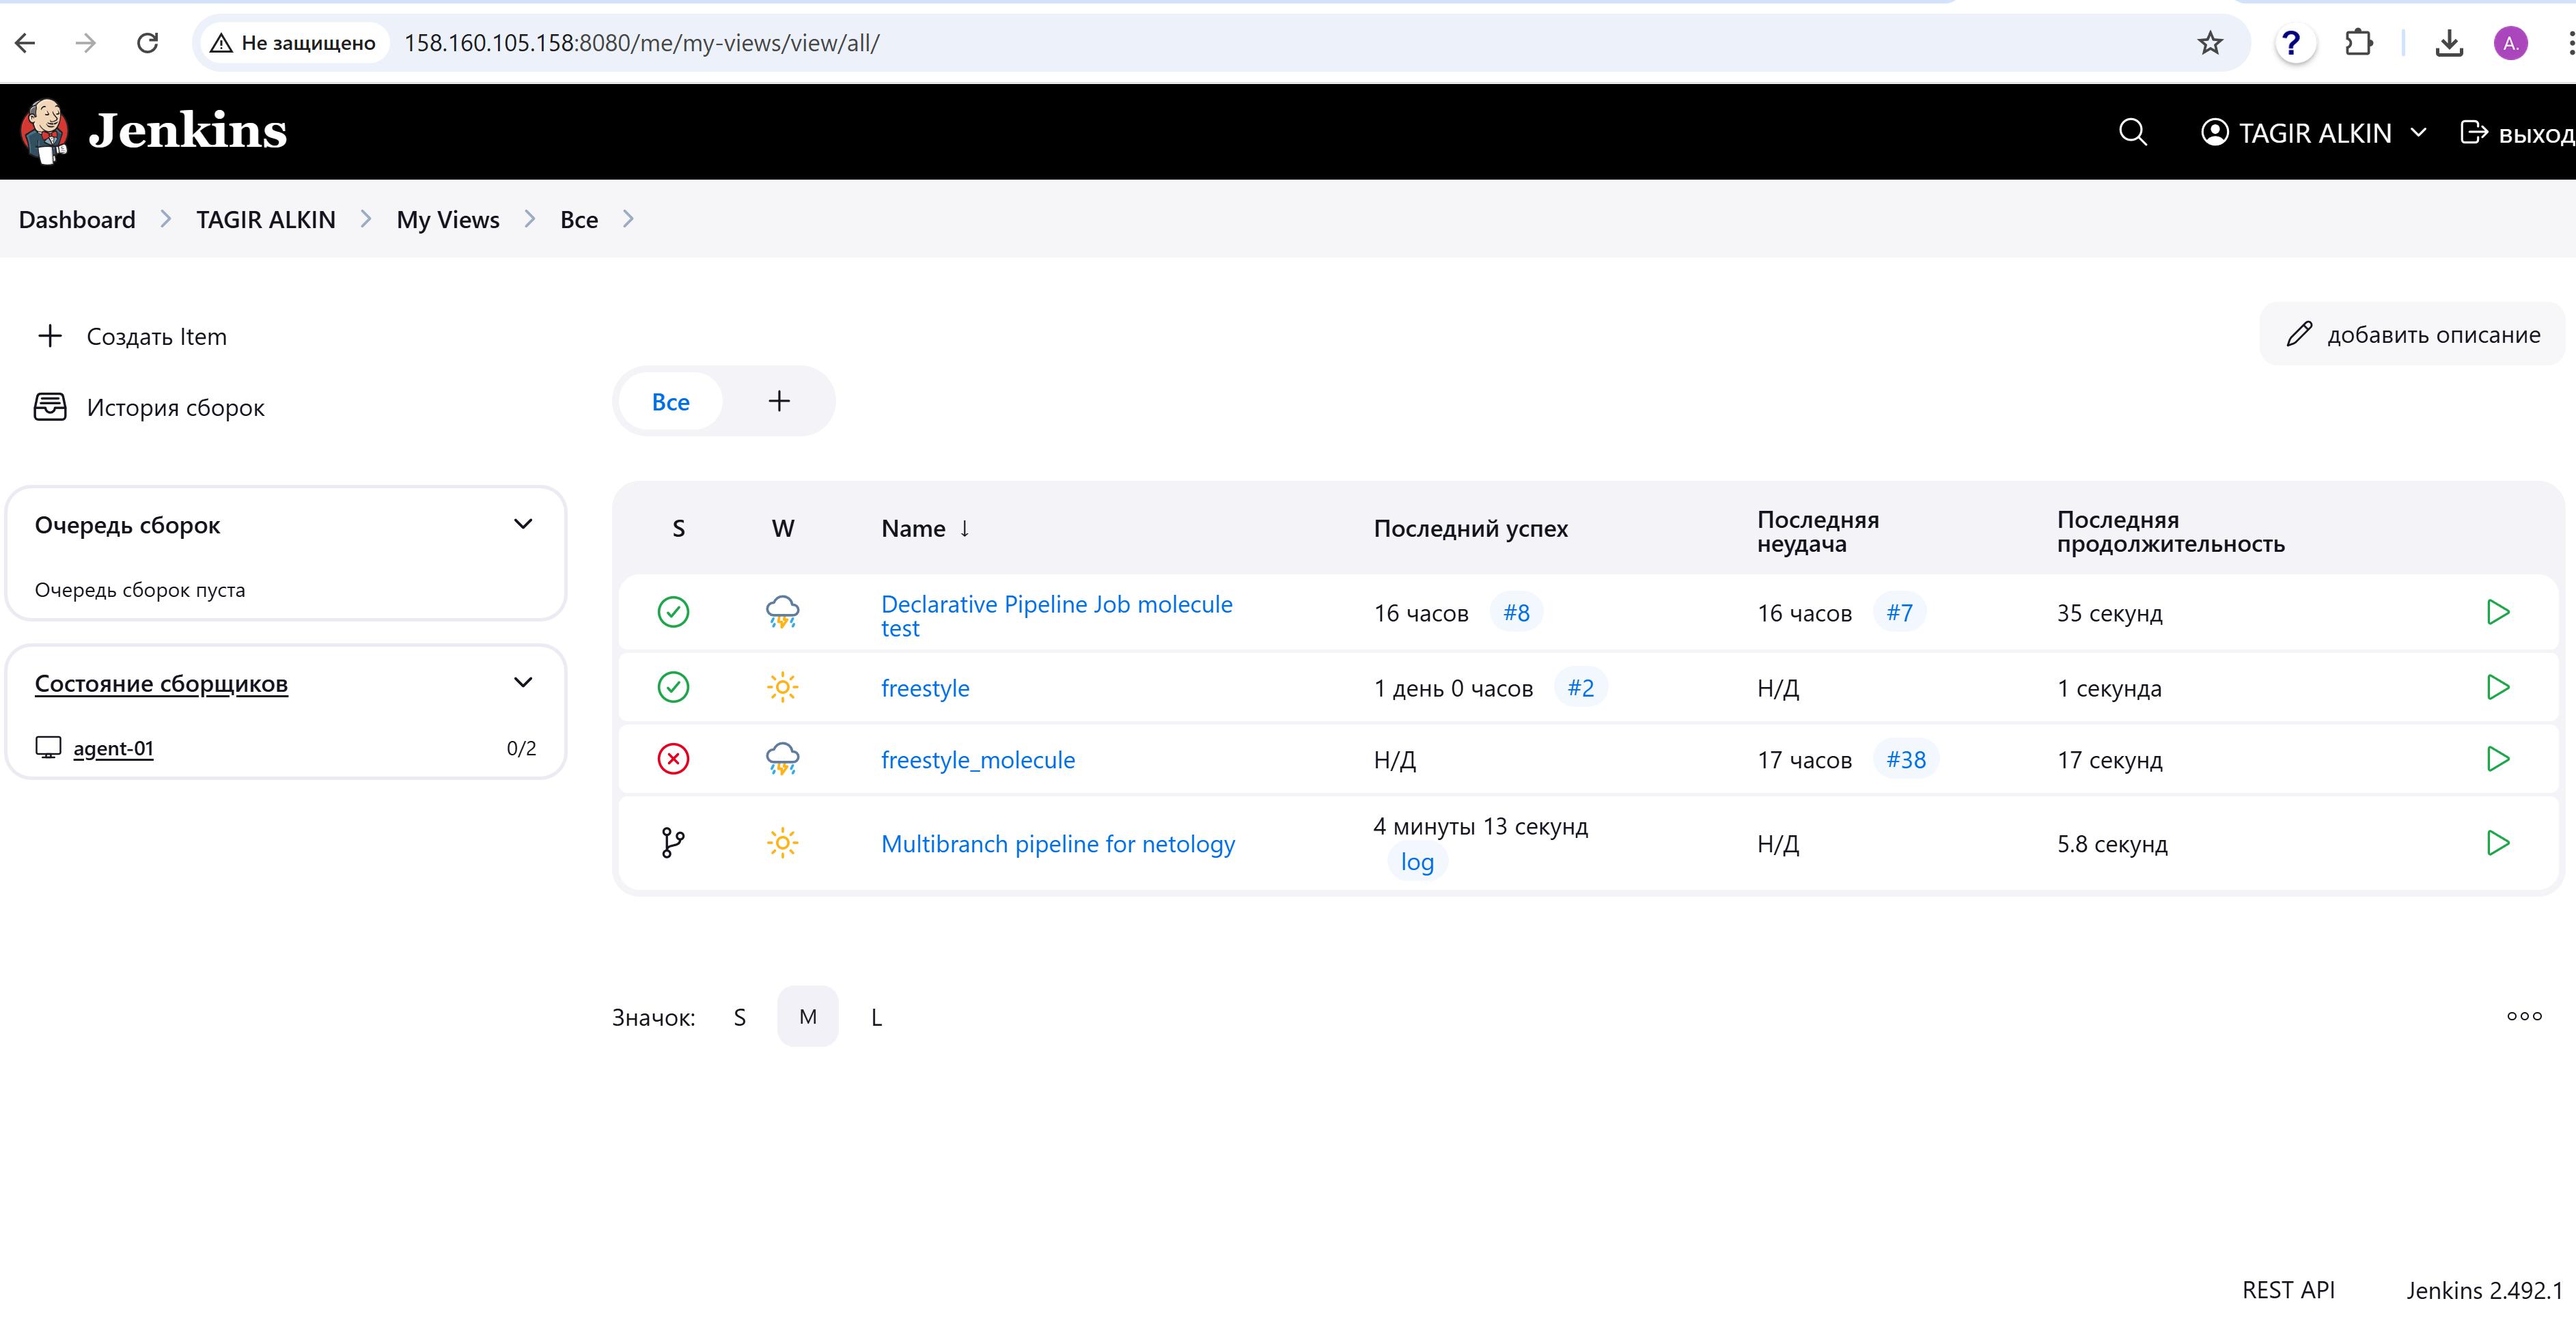 Не защищено 158.160.105.158:8080/me/my-views/view/all/ ? A.
Jenkins TAGIR ALKIN выход
Dashboard TAGIR ALKIN My Views Все
Создать Item
История сборок
добавить описание
Все +
Очередь сборок
Очередь сборок пуста
Состояние сборщиков
agent-01 0/2
S W Name ↓ Последний успех Последняя неудача Последняя продолжительность
Declarative Pipeline Job molecule test 16 часов #8 16 часов #7 35 секунд
freestyle 1 день 0 часов #2 Н/Д 1 секунда
freestyle_molecule Н/Д 17 часов #38 17 секунд
Multibranch pipeline for netology 4 минуты 13 секунд log Н/Д 5.8 секунд
Значок: S M L
REST API Jenkins 2.492.1